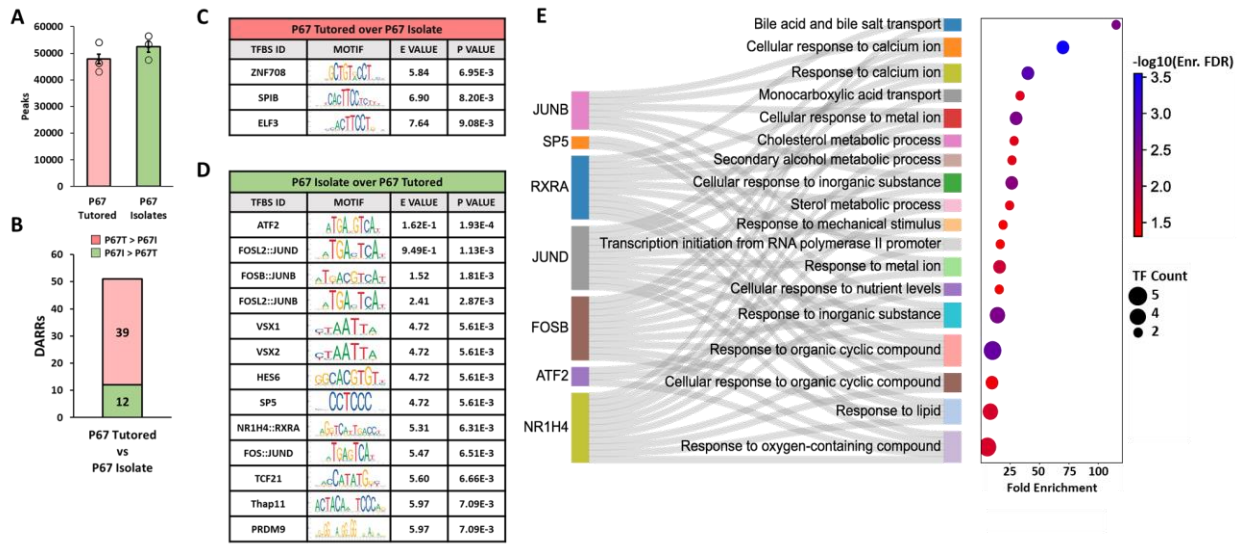 A
60000
50000
40000
30000
20000
10000
0
Peaks
P67 Tutored
P67 Isolates
B
P67T > P67I
P67I > P67T
60
50
40
30
20
10
0
DARRs
39
12
P67 Tutored
vs
P67 Isolate
C
P67 Tutored over P67 Isolate
TFBS ID MOTIF E VALUE P VALUE
ZNF708 5.84 6.95E-3
SPIB 6.90 8.20E-3
ELF3 7.64 9.08E-3
D
P67 Isolate over P67 Tutored
TFBS ID MOTIF E VALUE P VALUE
ATF2 1.62E-1 1.93E-4
FOSL2::JUND 9.49E-1 1.13E-3
FOSB::JUNB 1.52 1.81E-3
FOSL2::JUNB 2.41 2.87E-3
VSX1 4.72 5.61E-3
VSX2 4.72 5.61E-3
HES6 4.72 5.61E-3
SP5 CCTCCC 4.72 5.61E-3
NR1H4::RXRA 5.31 6.31E-3
FOS::JUND 5.47 6.51E-3
TCF21 5.60 6.66E-3
Thap11 5.97 7.09E-3
PRDM9 5.97 7.09E-3
E
JUNB
SP5
RXRA
JUND
FOSB
ATF2
NR1H4
Bile acid and bile salt transport
Cellular response to calcium ion
Response to calcium ion
Monocarboxylic acid transport
Cellular response to metal ion
Cholesterol metabolic process
Secondary alcohol metabolic process
Cellular response to inorganic substance
Sterol metabolic process
Response to mechanical stimulus
Transcription initiation from RNA polymerase II promoter
Response to metal ion
Cellular response to nutrient levels
Response to inorganic substance
Response to organic cyclic compound
Cellular response to organic cyclic compound
Response to lipid
Response to oxygen-containing compound
25 50 75 100
Fold Enrichment
-log10(Enr. FDR)
3.5
3.0
2.5
2.0
1.5
TF Count
5
4
2